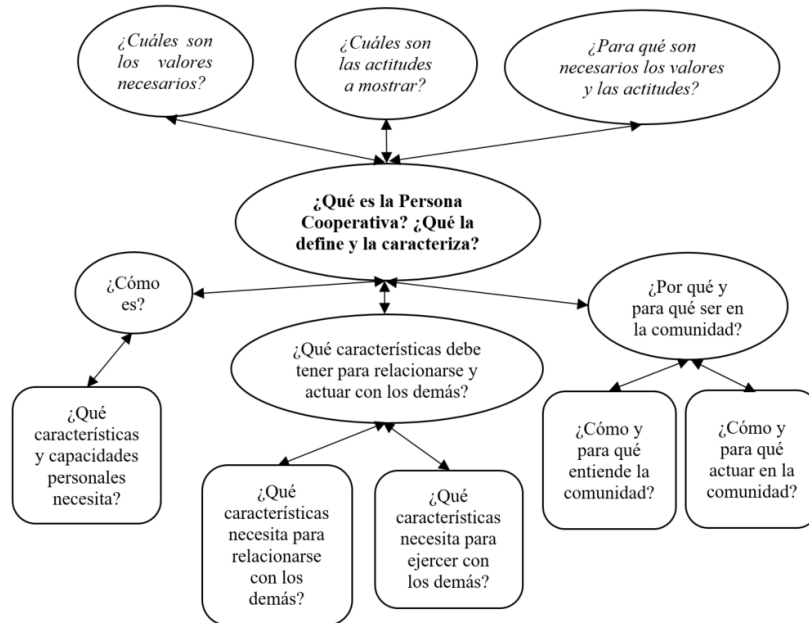 ¿Cuáles son
los valores
necesarios?
¿Cuáles son
las actitudes
a mostrar?
¿Para qué son
necesarios los valores
y las actitudes?
¿Qué es la Persona
Cooperativa? ¿Qué la
define y la caracteriza?
¿Cómo
es?
¿Qué características debe
tener para relacionarse y
actuar con los demás?
¿Por qué y
para qué ser en
la comunidad?
¿Qué
características
y capacidades
personales
necesita?
¿Qué
características
necesita para
relacionarse
con los
demás?
¿Qué
características
necesita para
ejercer con
los demás?
¿Cómo y
para qué
entiende la
comunidad?
¿Cómo y
para qué
actuar en la
comunidad?